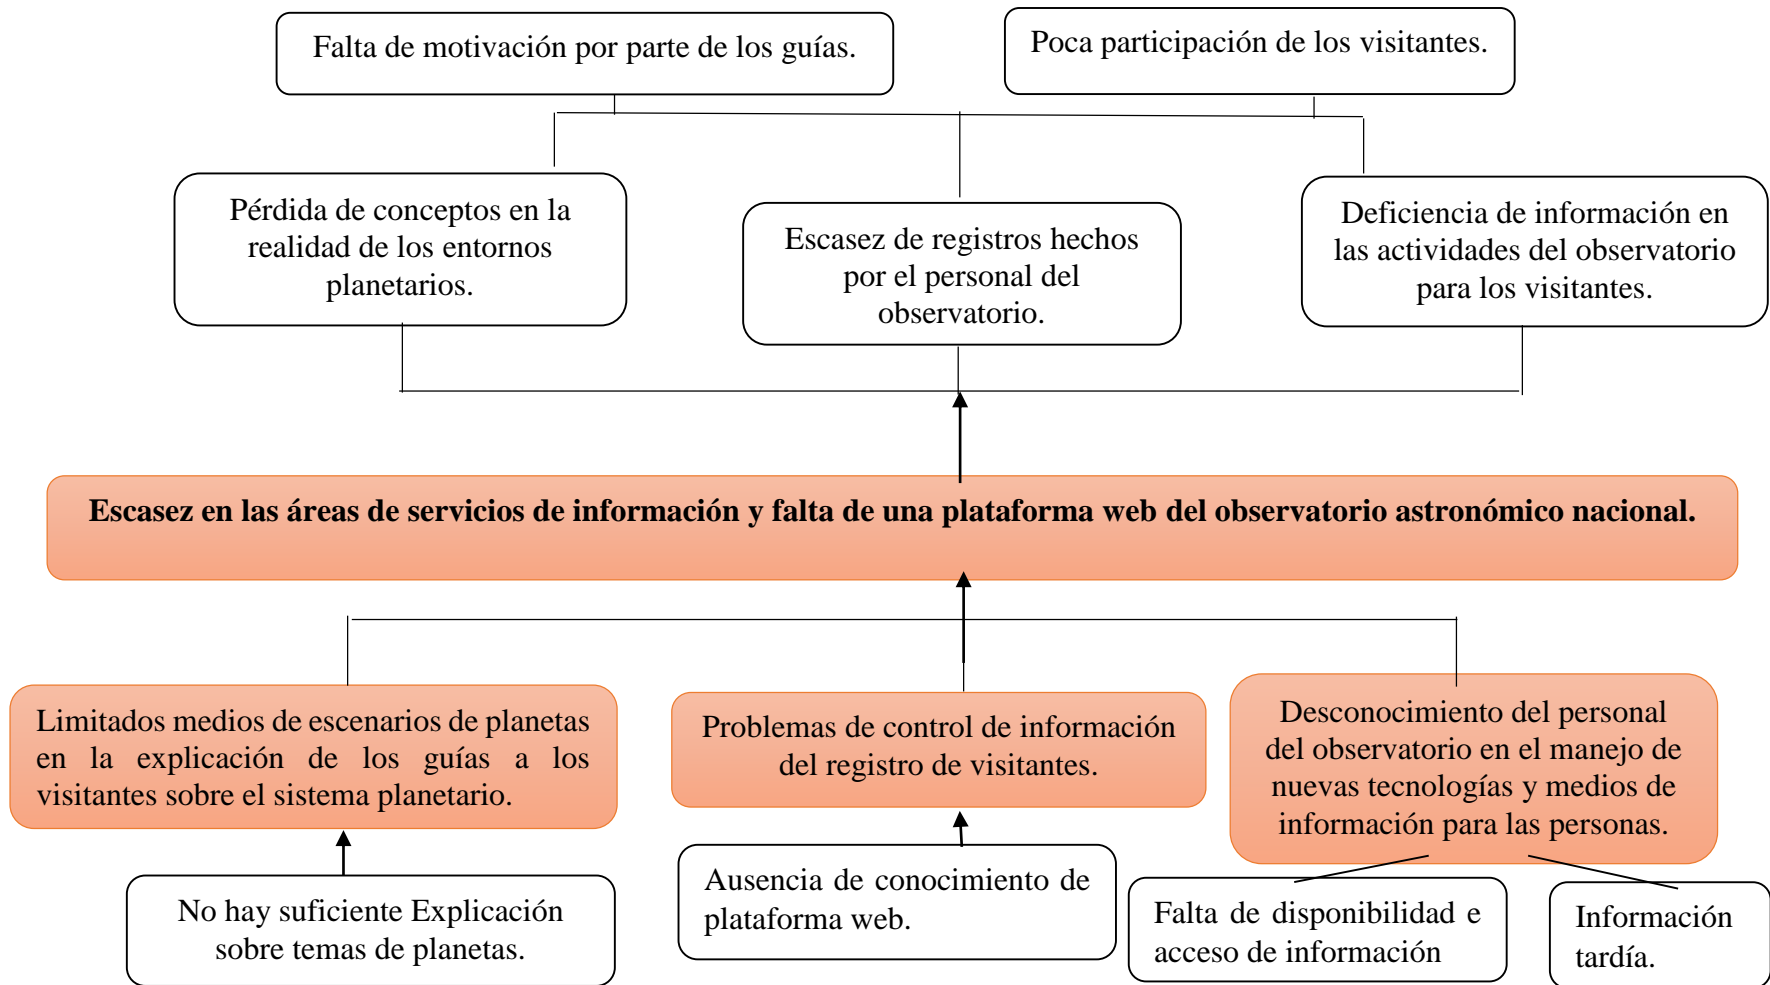 Falta de motivación por parte de los guías.
Poca participación de los visitantes.
Pérdida de conceptos en la
realidad de los entornos
planetarios.
Escasez de registros hechos
por el personal del
observatorio.
Deficiencia de información en
las actividades del observatorio
para los visitantes.
Escasez en las áreas de servicios de información y falta de una plataforma web del observatorio astronómico nacional.
Limitados medios de escenarios de planetas
en la explicación de los guías a los
visitantes sobre el sistema planetario.
Problemas de control de información
del registro de visitantes.
Desconocimiento del personal
del observatorio en el manejo de
nuevas tecnologías y medios de
información para las personas.
No hay suficiente Explicación
sobre temas de planetas.
Ausencia de conocimiento de
plataforma web.
Falta de disponibilidad e
acceso de información
Información
tardía.